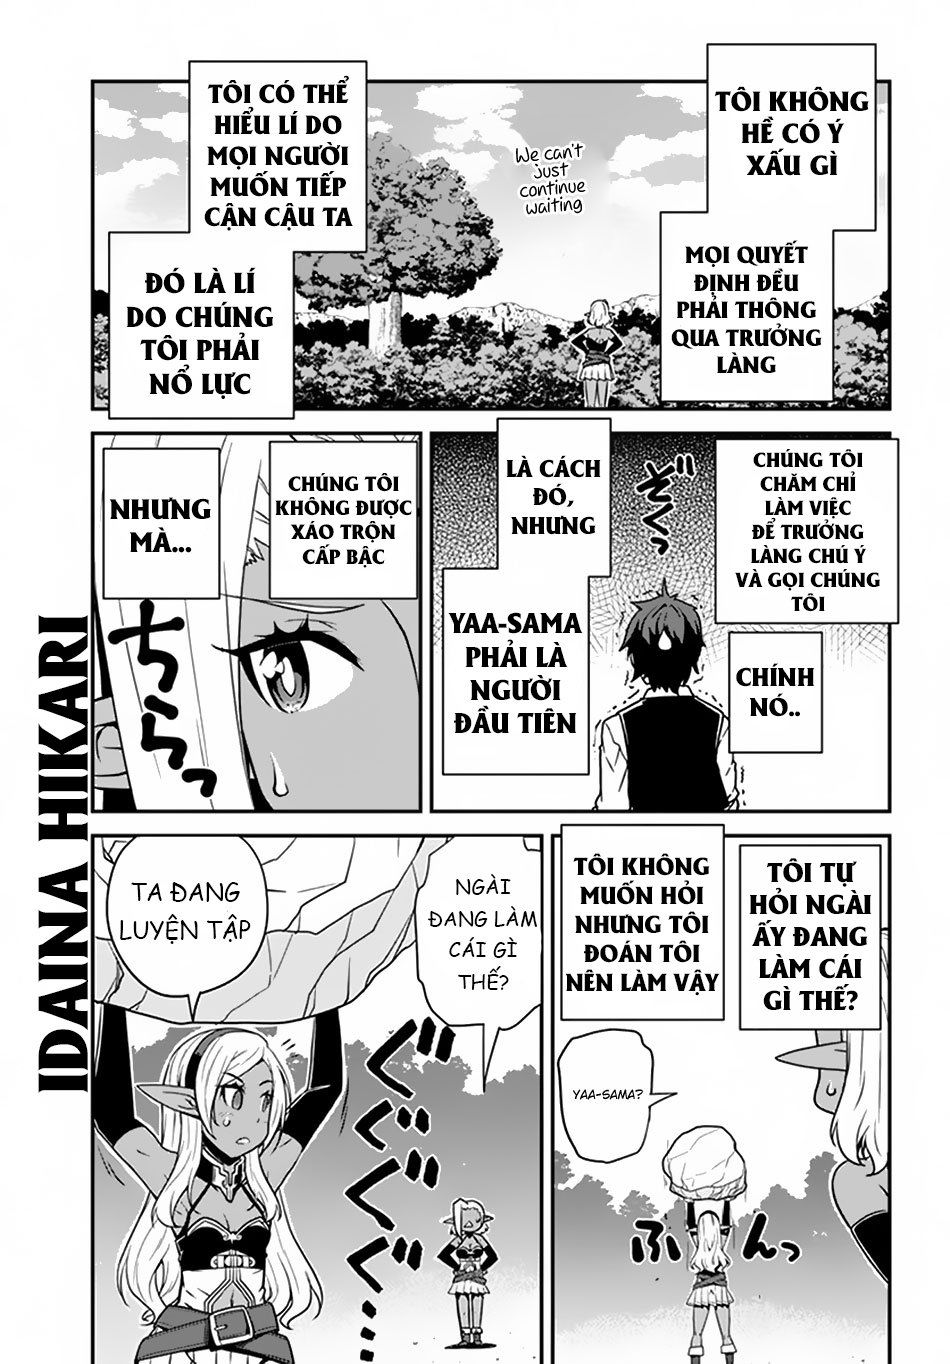 TÔI KHÔNG
HỀ CÓ Ý
XẤU GÌ
MỌI QUYẾT
ĐỊNH ĐỀU
PHẢI THÔNG
QUA TRƯỞNG
LÀNG
We can't
just
continue
waiting
TÔI CÓ THỂ
HIỂU LÍ DO
MỌI NGƯỜI
MUỐN TIẾP
CẬN CẬU TA
ĐÓ LÀ LÍ
DO CHÚNG
TÔI PHẢI
NỔ LỰC
CHÚNG TÔI
CHĂM CHỈ
LÀM VIỆC
ĐỂ TRƯỞNG
LÀNG CHÚ Ý
VÀ GỌI CHÚNG
TÔI
CHÍNH
NÓ..
ぞくっ
LÀ CÁCH
ĐÓ,
NHƯNG
YAA-SAMA
PHẢI LÀ
NGƯỜI
ĐẦU TIÊN
CHÚNG TÔI
KHÔNG ĐƯỢC
XÁO TRỘN
CẤP BẬC
NHƯNG
MÀ...
ちらっ
IDAINA HIKARI
TÔI TỰ
HỎI NGÀI
ẤY ĐANG
LÀM CÁI
GÌ THẾ?
TÔI KHÔNG
MUỐN HỎI
NHƯNG TÔI
ĐOÁN TÔI
NÊN LÀM VẬY
YAA-SAMA?
ふんっ
NGÀI
ĐANG LÀM
CÁI GÌ
THẾ?
TA ĐANG
LUYỆN TẬP
ぐぐぐ